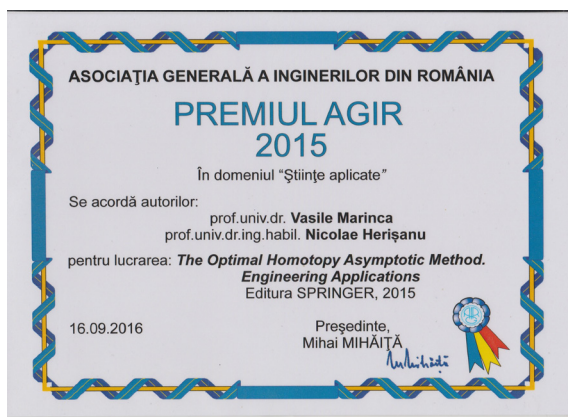 ASOCIAŢIA GENERALĂ A INGINERILOR DIN ROMÂNIA
PREMIUL AGIR
2015
În domeniul “Ştiinţe aplicate”
Se acordă autorilor:
prof.univ.dr. Vasile Marinca
prof.univ.dr.ing.habil. Nicolae Herișanu
pentru lucrarea: The Optimal Homotopy Asymptotic Method.
Engineering Applications
Editura SPRINGER, 2015
16.09.2016
Preşedinte,
Mihai MIHĂIŢĂ